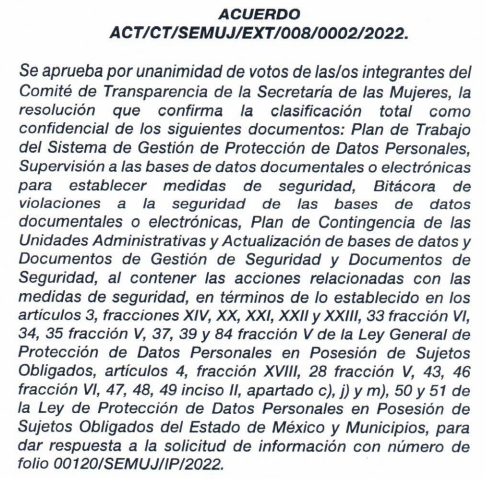 ACUERDO
ACT/CT/SEMUJ/EXT/008/0002/2022.
Se aprueba por unanimidad de votos de las/os integrantes del
Comité de Transparencia de la Secretaría de las Mujeres, la
resolución que confirma la clasificación total como
confidencial de los siguientes documentos: Plan de Trabajo
del Sistema de Gestión de Protección de Datos Personales,
Supervisión a las bases de datos documentales o electrónicas
para establecer medidas de seguridad, Bitácora de
violaciones a la seguridad de las bases de datos
documentales o electrónicas, Plan de Contingencia de las
Unidades Administrativas y Actualización de bases de datos y
Documentos de Gestión de Seguridad y Documentos de
Seguridad, al contener las acciones relacionadas con las
medidas de seguridad, en términos de lo establecido en los
artículos 3, fracciones XIV, XX, XXI, XXII y XXIII, 33 fracción VI,
34, 35 fracción V, 37, 39 y 84 fracción V de la Ley General de
Protección de Datos Personales en Posesión de Sujetos
Obligados, artículos 4, fracción XVIII, 28 fracción V, 43, 46
fracción VI, 47, 48, 49 inciso II, apartado c), j) y m), 50 y 51 de
la Ley de Protección de Datos Personales en Posesión de
Sujetos Obligados del Estado de México y Municipios, para
dar respuesta a la solicitud de información con número de
folio 00120/SEMUJ/IP/2022.